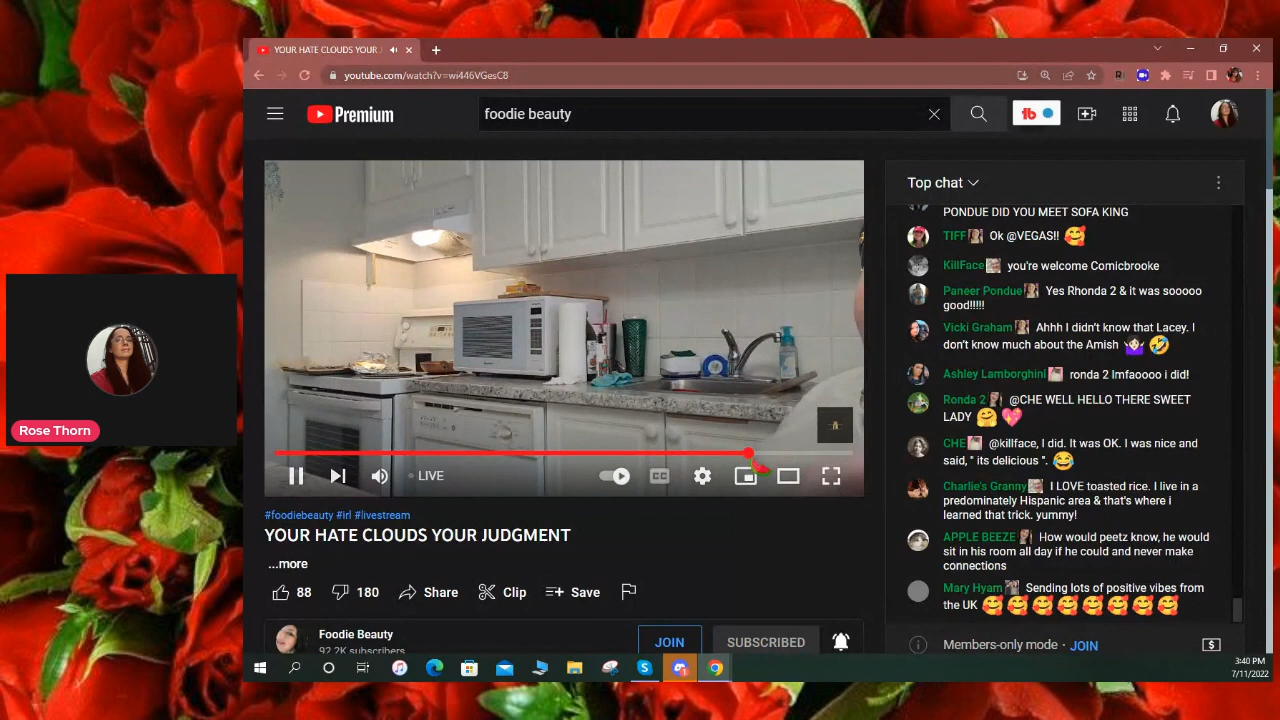 YOUR HATE CLOUDS YOUR J
youtube.com/watch?v=wi446VGesC8
Premium
foodie beauty
tb
Top chat
PONDUE DID YOU MEET SOFA KING
TIFF Ok @VEGAS!! 🥰
KillFace you're welcome Comicbrooke
Paneer Pondue Yes Rhonda 2 & it was sooooo
good!!!!!
Vicki Graham Ahhh I didn't know that Lacey. I
don't know much about the Amish 🤷🏻‍♀️ 🤣
Ashley Lamborghini ronda 2 lmfaoooo i did!
Ronda 2 @CHE WELL HELLO THERE SWEET
LADY 🤗 💖
CHE @killface, I did. It was OK. I was nice and
said, " its delicious ". 😂
Charlie's Granny I LOVE toasted rice. I live in a
predominately Hispanic area & that's where i
learned that trick. yummy!
APPLE BEEZE How would peetz know, he would
sit in his room all day if he could and never make
connections
Mary Hyam Sending lots of positive vibes from
the UK 🥰 🥰 🥰 🥰 🥰 🥰 🥰 🥰
Members-only mode · JOIN
LIVE
CC
Rose Thorn
#foodiebeauty #irl #livestream
YOUR HATE CLOUDS YOUR JUDGMENT
...more
88 180 Share Clip Save
Foodie Beauty
92.2K subscribers
JOIN SUBSCRIBED
3:40 PM
7/11/2022